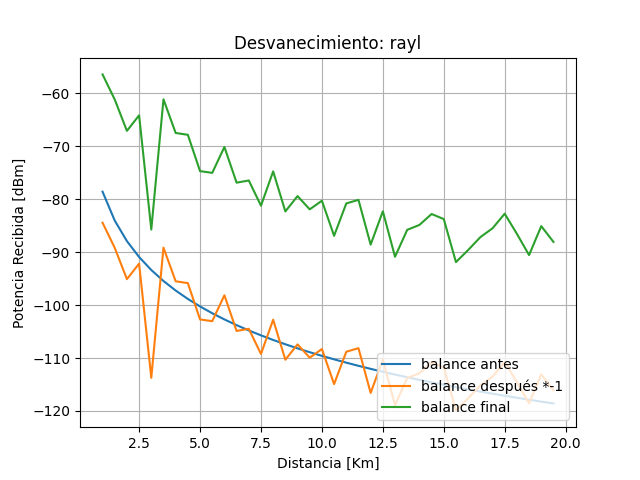 Desvanecimiento: rayl
Potencia Recibida [dBm]
−60
−70
−80
−90
−100
−110
−120
balance antes
balance después *-1
balance final
2.5 5.0 7.5 10.0 12.5 15.0 17.5 20.0
Distancia [Km]